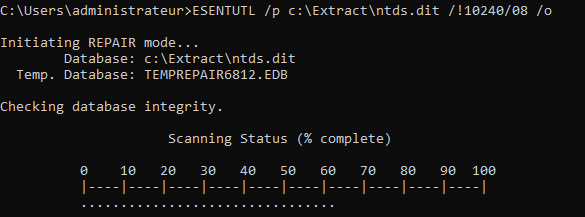 C:\Users\administrateur>ESENTUTL /p c:\Extract\ntds.dit /!10240/08 /o
Initiating REPAIR mode...
        Database: c:\Extract\ntds.dit
  Temp. Database: TEMPREPAIR6812.EDB
Checking database integrity.
                     Scanning Status (% complete)
          0    10   20   30   40   50   60   70   80   90  100
          |----|----|----|----|----|----|----|----|----|----|
          ................................